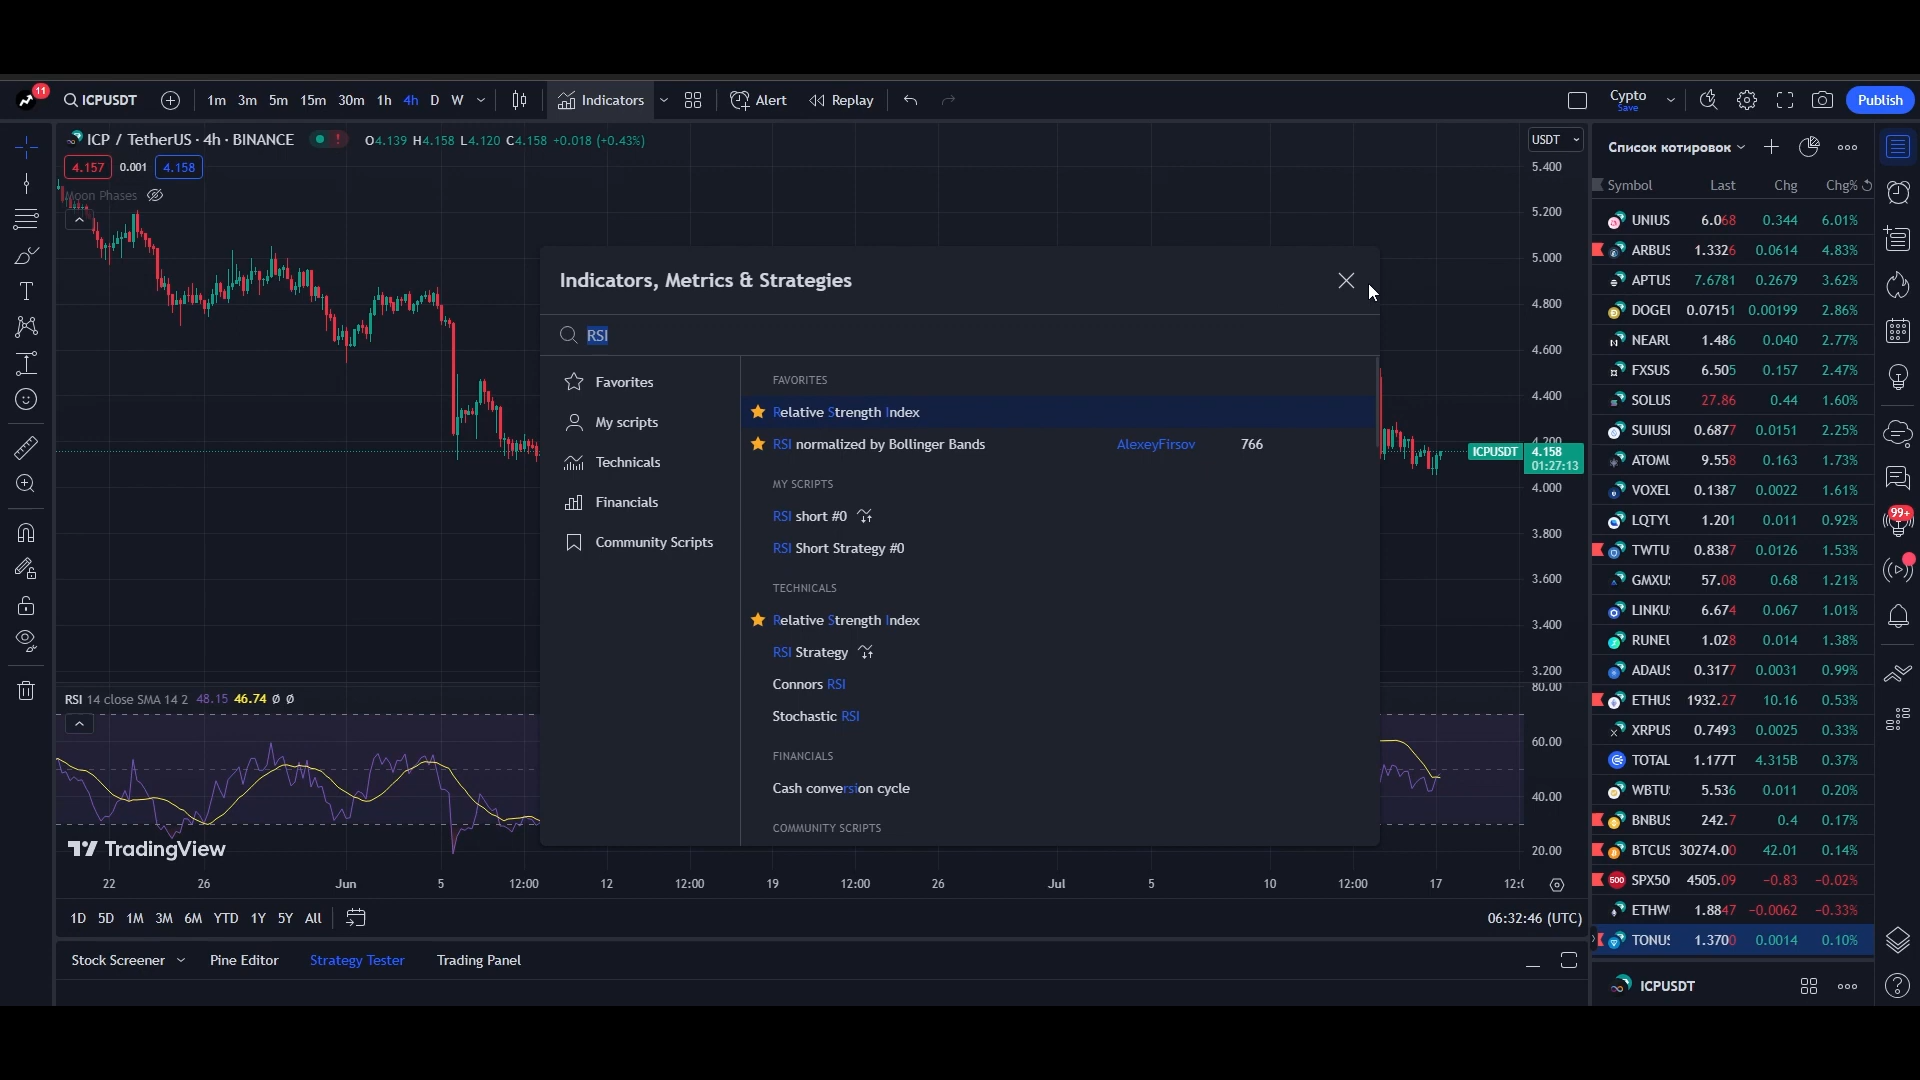 11
ICPUSDT
1m 3m 5m 15m 30m 1h 4h D W
Indicators
Alert
Replay
Cypto
Save
Publish
ICP / TetherUS · 4h · BINANCE
! O4.139 H4.158 L4.120 C4.158 +0.018 (+0.43%)
4.157 0.001 4.158
Moon Phases
USDT
5.400
5.200
5.000
4.800
4.600
4.400
4.200
ICPUSDT 4.158
01:27:13
4.000
3.800
3.600
3.400
3.200
80.00
60.00
40.00
20.00
Indicators, Metrics & Strategies
RSI
Favorites
My scripts
Technicals
Financials
Community Scripts
FAVORITES
Relative Strength Index
RSI normalized by Bollinger Bands AlexeyFirsov 766
MY SCRIPTS
RSI short #0
RSI Short Strategy #0
TECHNICALS
Relative Strength Index
RSI Strategy
Connors RSI
Stochastic RSI
FINANCIALS
Cash conversion cycle
COMMUNITY SCRIPTS
RSI 14 close SMA 14 2 48.15 46.74 Ø Ø
TradingView
22 26 Jun 5 12:00 12 12:00 19 12:00 26 Jul 5 10 12:00 17 12:0
1D 5D 1M 3M 6M YTD 1Y 5Y All
06:32:46 (UTC)
Stock Screener Pine Editor Strategy Tester Trading Panel
Список котировок
Symbol Last Chg Chg%
UNIUS 6.068 0.344 6.01%
ARBUS 1.3326 0.0614 4.83%
APTUS 7.6781 0.2679 3.62%
DOGEU 0.07151 0.00199 2.86%
NEARU 1.486 0.040 2.77%
FXSUS 6.505 0.157 2.47%
SOLUS 27.86 0.44 1.60%
SUIUSI 0.6877 0.0151 2.25%
ATOMU 9.558 0.163 1.73%
VOXEL 0.1387 0.0022 1.61%
LQTYU 1.201 0.011 0.92%
TWTU 0.8387 0.0126 1.53%
GMXU 57.08 0.68 1.21%
LINKU 6.674 0.067 1.01%
RUNEU 1.028 0.014 1.38%
ADAUS 0.3177 0.0031 0.99%
ETHUS 1932.27 10.16 0.53%
XRPUS 0.7493 0.0025 0.33%
TOTAL 1.177T 4.315B 0.37%
WBTU 5.536 0.011 0.20%
BNBUS 242.7 0.4 0.17%
BTCUS 30274.00 42.01 0.14%
500 SPX50 4505.09 −0.83 −0.02%
ETHW 1.8847 −0.0062 −0.33%
TONUS 1.3700 0.0014 0.10%
ICPUSDT
99+